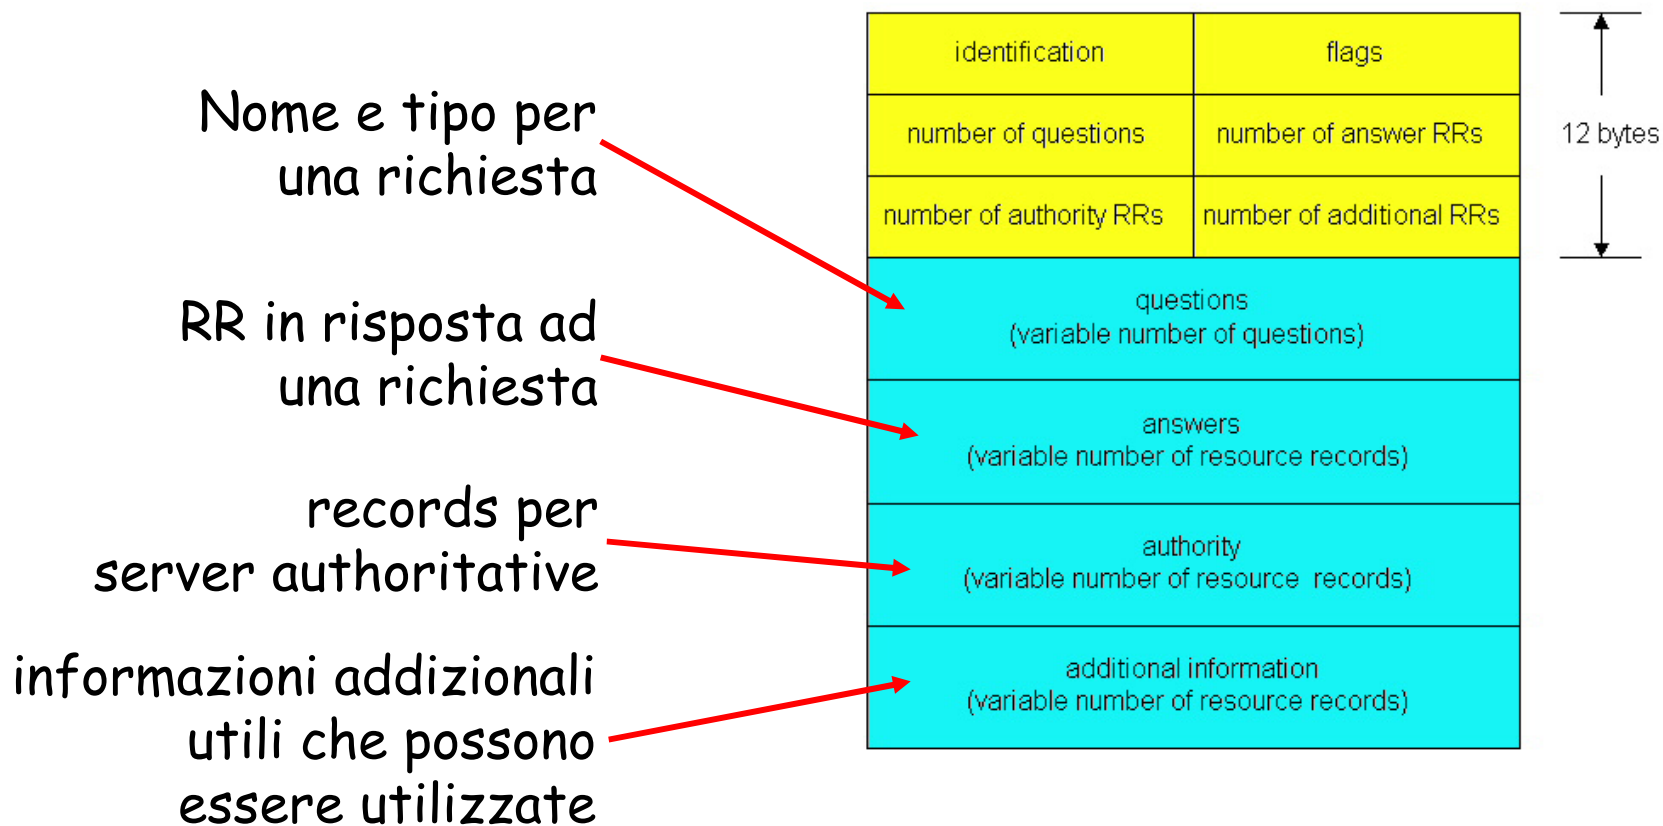 Nome e tipo per
una richiesta
RR in risposta ad
una richiesta
records per
server authoritative
informazioni addizionali
utili che possono
essere utilizzate
identification
flags
number of questions
number of answer RRs
number of authority RRs
number of additional RRs
12 bytes
questions
(variable number of questions)
answers
(variable number of resource records)
authority
(variable number of resource records)
additional information
(variable number of resource records)